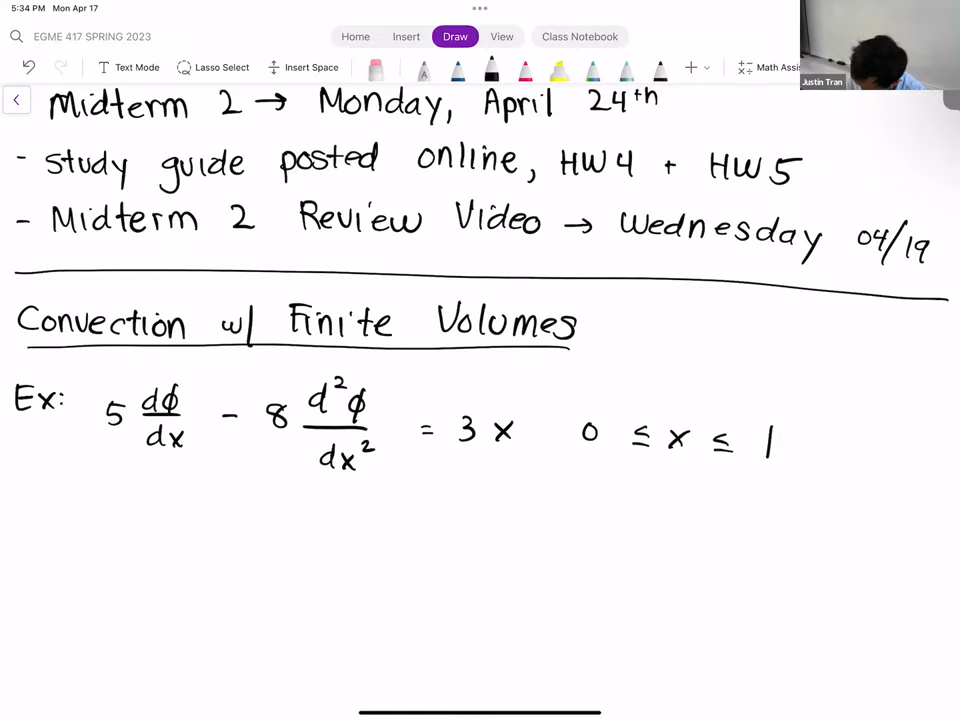 5:34 PM Mon Apr 17
EGME 417 SPRING 2023
Home Insert Draw View Class Notebook
Text Mode Lasso Select Insert Space A Math Assis
Justin Tran
Midterm 2 → Monday, April 24th
- study guide posted online, HW4 + HW5
- Midterm 2 Review Video → Wednesday 04/19
Convection w/ Finite Volumes
Ex: 5 dϕ/dx - 8 d²ϕ/dx² = 3x 0 ≤ x ≤ 1